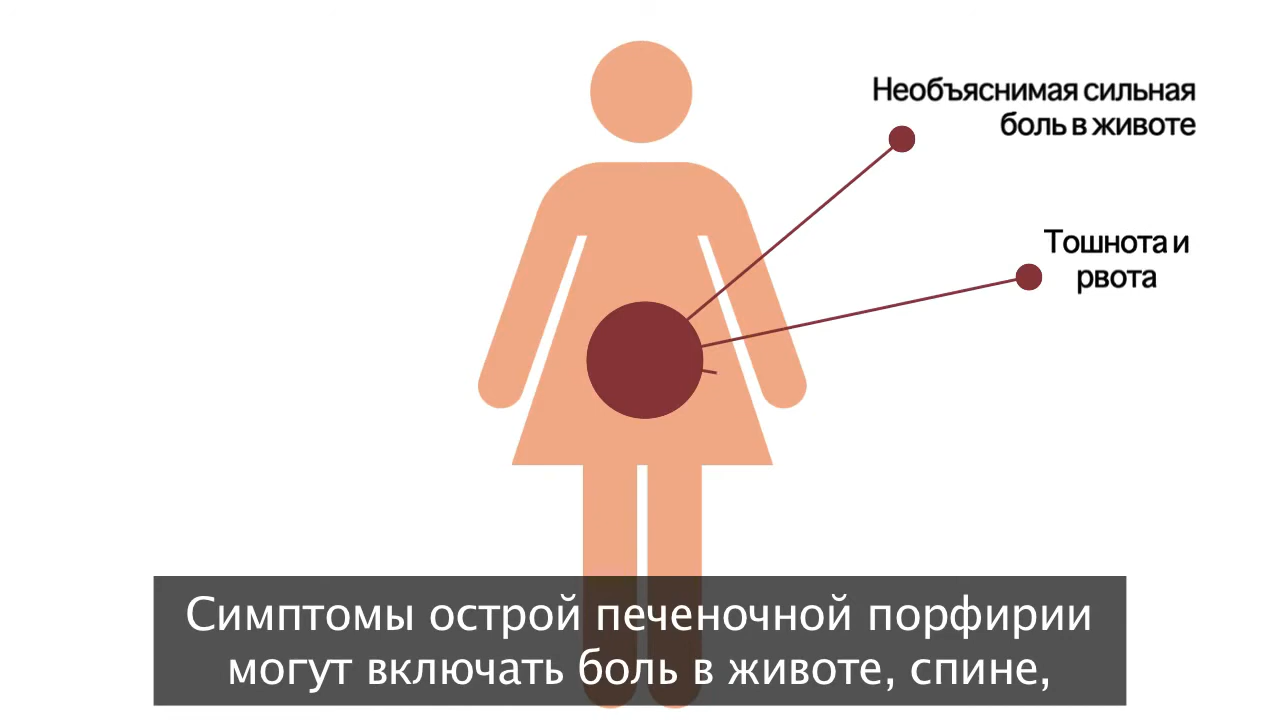 Необъяснимая сильная
боль в животе
Тошнота и
рвота
Симптомы острой печеночной порфирии
могут включать боль в животе, спине,